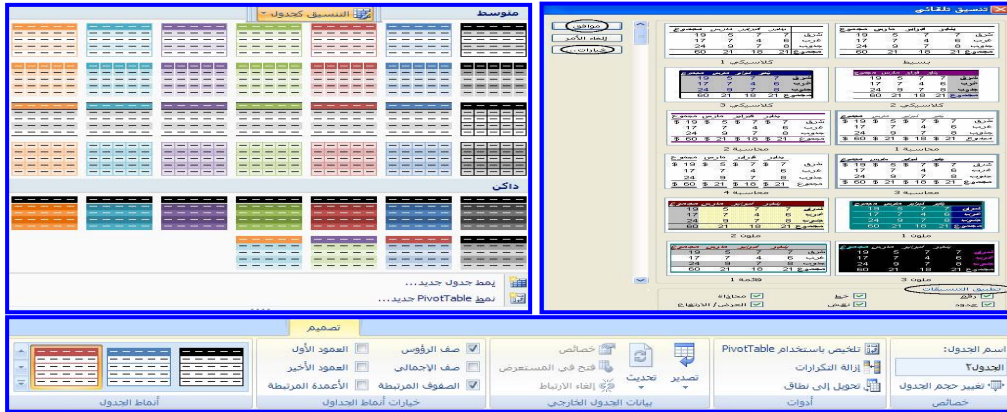 تنسيق تلقائي
موافق
إلغاء الأمر
خيارات...
بسيط
كلاسيكي 1
كلاسيكي 2
كلاسيكي 3
محاسبة 1
محاسبة 2
محاسبة 3
محاسبة 4
ملون 1
ملون 2
ملون 3
قائمة 1
تطبيق التنسيقات
رقم
خط
محاذاة
حدود
نقش
العرض/ الارتفاع
التنسيق كجدول
متوسط
داكن
نمط جدول جديد...
نمط PivotTable جديد...
تصميم
اسم الجدول:
الجدول٢
تغيير حجم الجدول
خصائص
تلخيص باستخدام PivotTable
إزالة التكرارات
تحويل إلى نطاق
أدوات
تصدير
تحديث
خصائص
فتح في المستعرض
إلغاء الارتباط
بيانات الجدول الخارجي
صف الرؤوس
صف الإجمالي
الصفوف المرتبطة
العمود الأول
العمود الأخير
الأعمدة المرتبطة
خيارات أنماط الجداول
أنماط الجدول